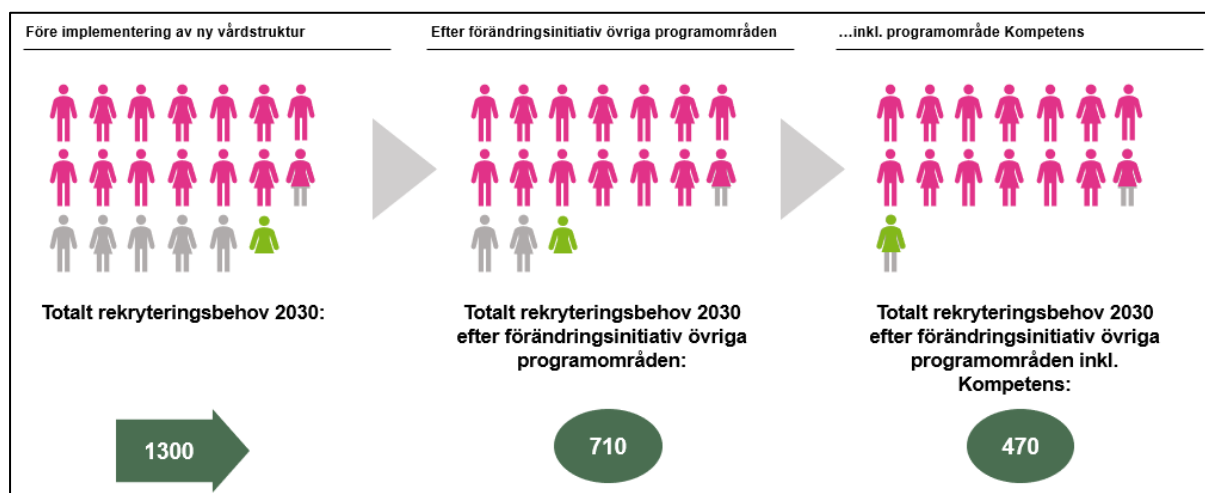 Före implementering av ny vårdstruktur
Efter förändringsinitiativ övriga programområden
...inkl. programområde Kompetens
Totalt rekryteringsbehov 2030:
Totalt rekryteringsbehov 2030
efter förändringsinitiativ övriga
programområden:
Totalt rekryteringsbehov 2030
efter förändringsinitiativ övriga
programområden inkl.
Kompetens:
1300
710
470